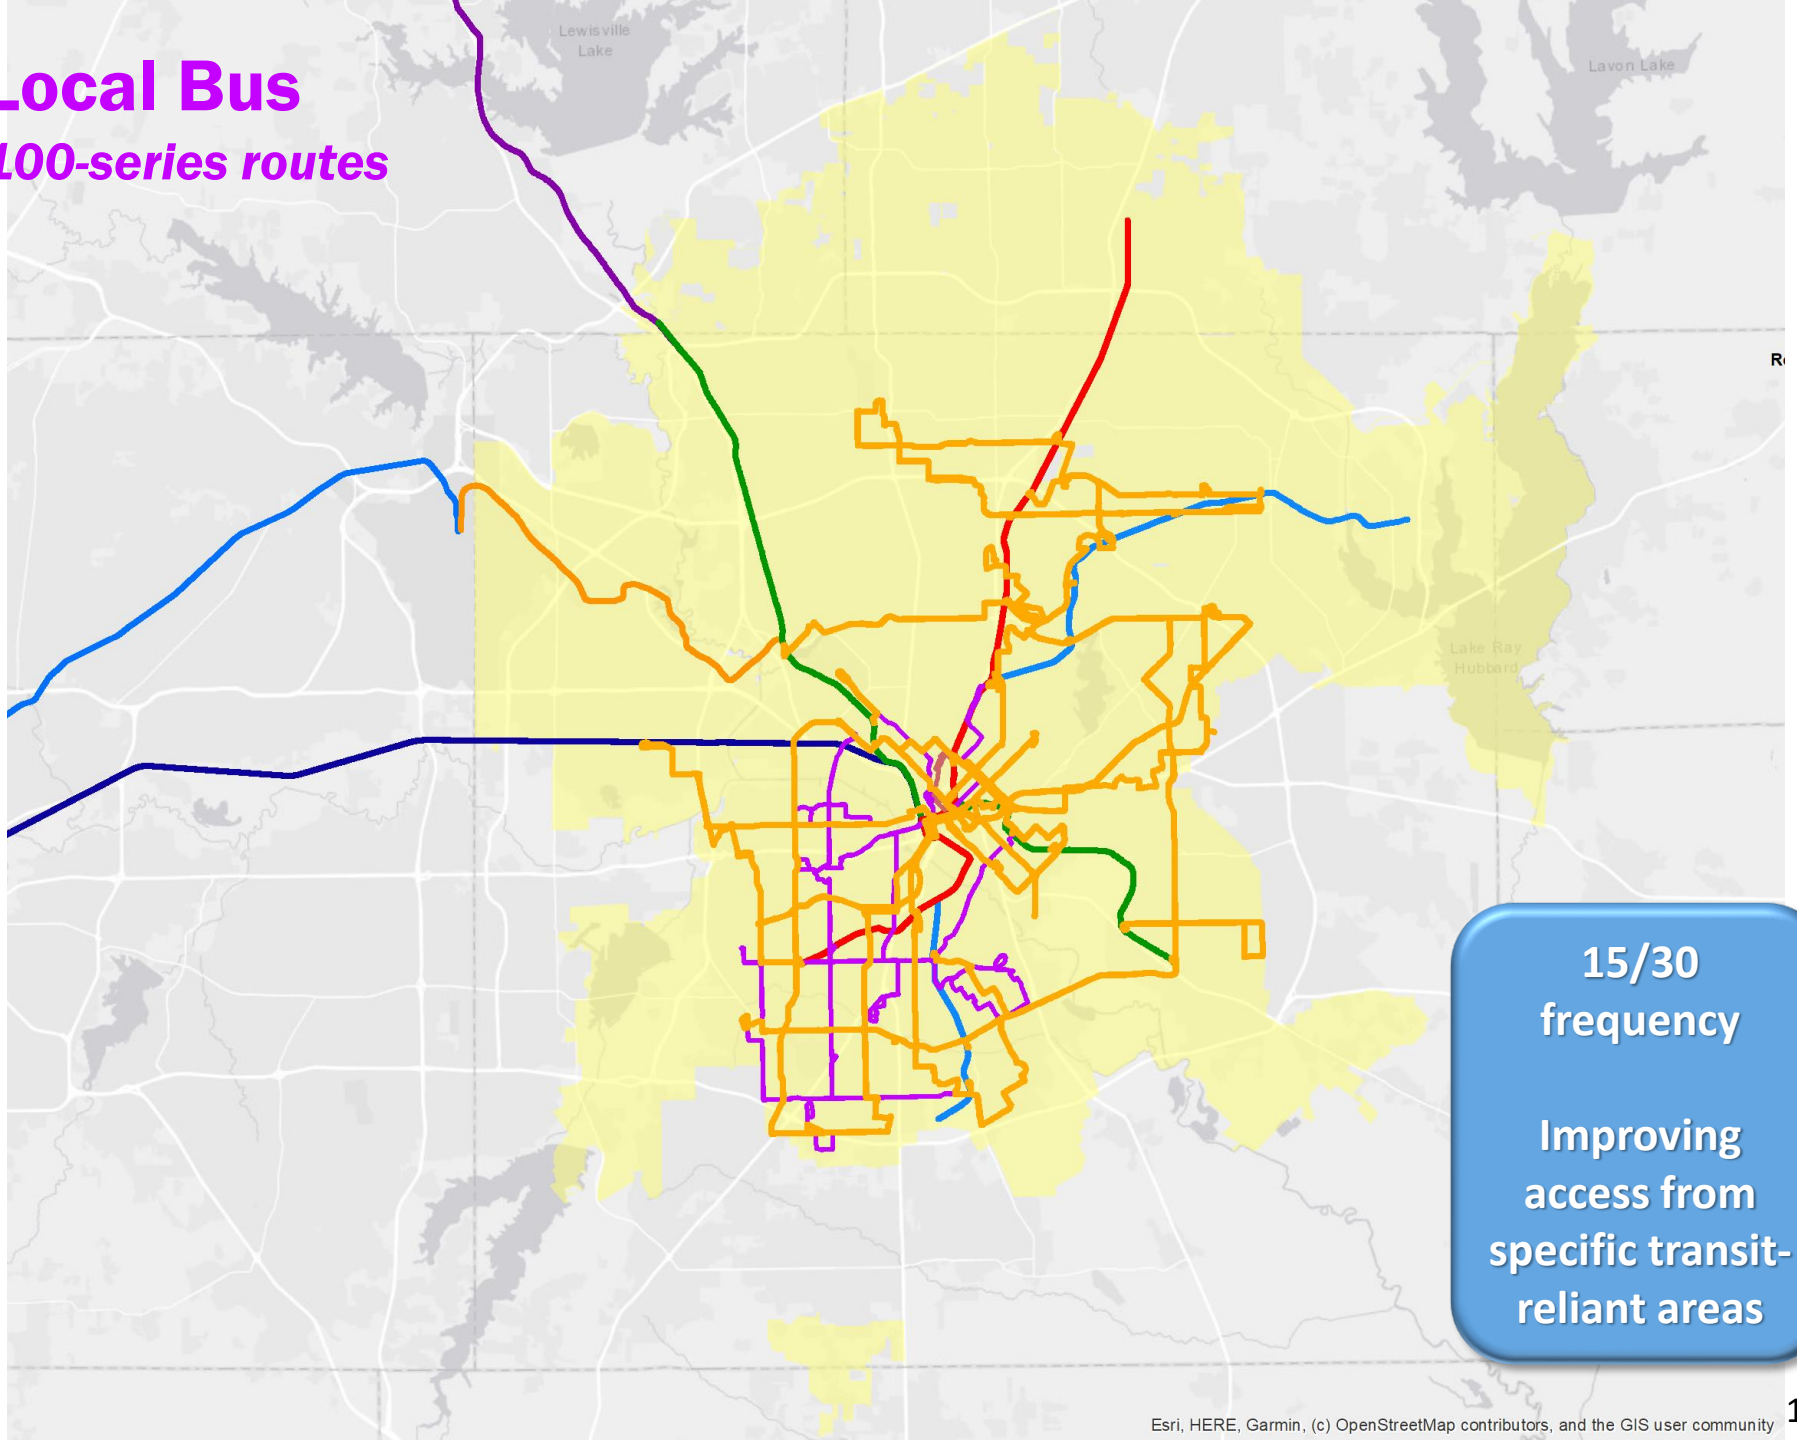 Local Bus
100-series routes
Lewisville
Lake
Lavon Lake
Lake Ray
Hubbard
15/30
frequency
Improving
access from
specific transit-
reliant areas
Esri, HERE, Garmin, (c) OpenStreetMap contributors, and the GIS user community